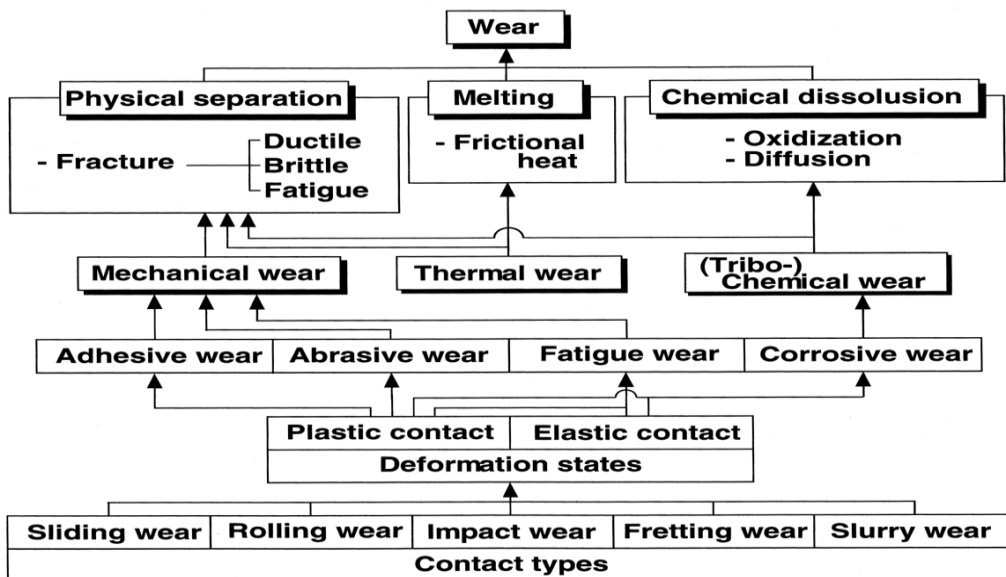 Wear
Physical separation
Melting
Chemical dissolusion
- Fracture
Ductile
Brittle
Fatigue
- Frictional
heat
- Oxidization
- Diffusion
Mechanical wear
Thermal wear
(Tribo-)
Chemical wear
Adhesive wear
Abrasive wear
Fatigue wear
Corrosive wear
Plastic contact
Elastic contact
Deformation states
Sliding wear
Rolling wear
Impact wear
Fretting wear
Slurry wear
Contact types